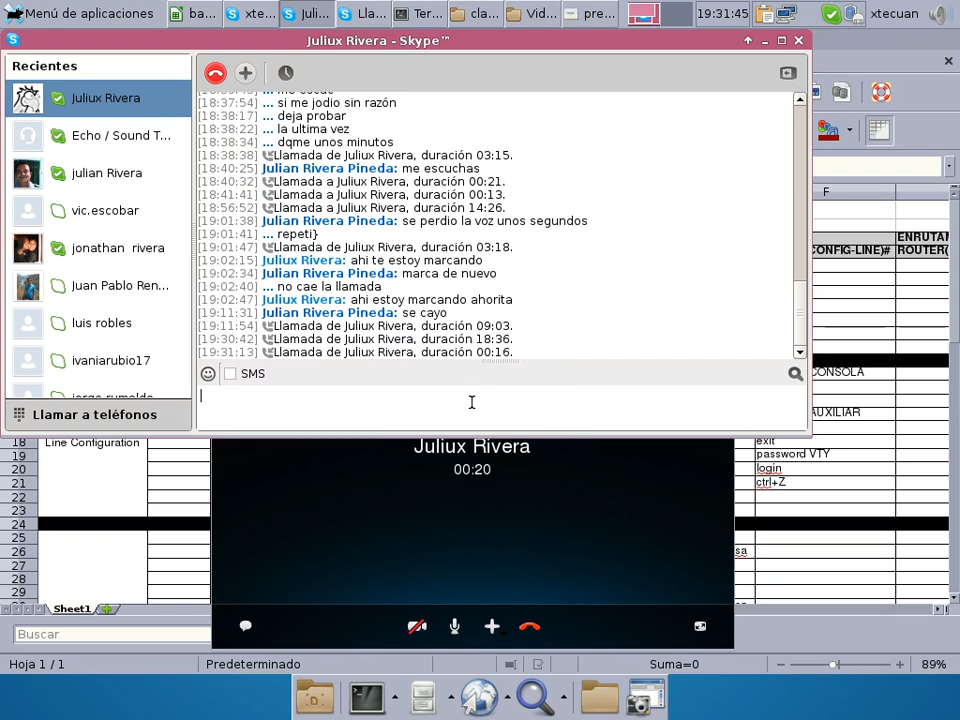 Menú de aplicaciones
ba...
xte...
Juli...
Lla...
Ter...
cla...
Vid...
pre...
19:31:45
xtecuan
Juliux Rivera - Skype™
Recientes
Juliux Rivera
Echo / Sound T...
julian Rivera
vic.escobar
jonathan rivera
Juan Pablo Ren...
luis robles
ivaniarubio17
Llamar a teléfonos
[18:37:54] ... si me jodio sin razón
[18:38:17] ... deja probar
[18:38:22] ... la ultima vez
[18:38:34] ... dqme unos minutos
[18:38:38] Llamada de Juliux Rivera, duración 03:15.
[18:40:25] Julian Rivera Pineda: me escuchas
[18:40:32] Llamada a Juliux Rivera, duración 00:21.
[18:41:41] Llamada a Juliux Rivera, duración 00:13.
[18:56:52] Llamada a Juliux Rivera, duración 14:26.
[19:01:38] Julian Rivera Pineda: se perdio la voz unos segundos
[19:01:41] ... repeti}
[19:01:47] Llamada de Juliux Rivera, duración 03:18.
[19:02:15] Juliux Rivera: ahi te estoy marcando
[19:02:34] Julian Rivera Pineda: marca de nuevo
[19:02:40] ... no cae la llamada
[19:02:47] Juliux Rivera: ahi estoy marcando ahorita
[19:11:31] Julian Rivera Pineda: se cayo
[19:11:54] Llamada de Juliux Rivera, duración 09:03.
[19:30:42] Llamada de Juliux Rivera, duración 18:36.
[19:31:13] Llamada de Juliux Rivera, duración 00:16.
SMS
F
ENRUTAN
CONFIG-LINE)# ROUTER(
CONSOLA
AUXILIAR
exit
18 Line Configuration
19 password VTY
20 login
21 ctrl+Z
22
23
24
25
26 sa
27
28
29
Juliux Rivera
00:20
Sheet1
Buscar
Hoja 1 / 1
Predeterminado
Suma=0
89%